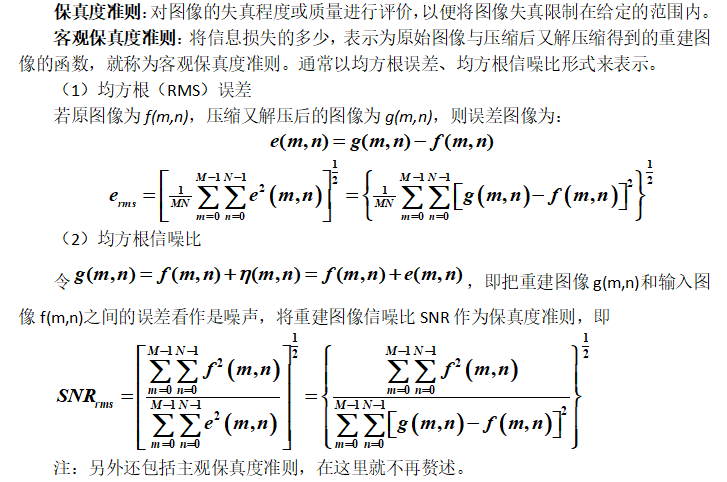 保真度准则：对图像的失真程度或质量进行评价，以便将图像失真限制在给定的范围内。
客观保真度准则：将信息损失的多少，表示为原始图像与压缩后又解压缩得到的重建图
像的函数，就称为客观保真度准则。通常以均方根误差、均方根信噪比形式来表示。
（1）均方根（RMS）误差
若原图像为 f(m,n)，压缩又解压后的图像为 g(m,n)，则误差图像为：
e(m,n)=g(m,n)−f(m,n)
e_{rms}=\left[\frac{1}{MN}\sum_{m=0}^{M-1}\sum_{n=0}^{N-1}e^2(m,n)\right]^{\frac{1}{2}}=\left\{\frac{1}{MN}\sum_{m=0}^{M-1}\sum_{n=0}^{N-1}\left[g(m,n)-f(m,n)\right]^2\right\}^{\frac{1}{2}}
（2）均方根信噪比
令 g(m,n)=f(m,n)+η(m,n)=f(m,n)+e(m,n)，即把重建图像 g(m,n)和输入图
像 f(m,n)之间的误差看作是噪声，将重建图像信噪比 SNR 作为保真度准则，即
SNR_{rms}=\left[\frac{\sum_{m=0}^{M-1}\sum_{n=0}^{N-1}f^2(m,n)}{\sum_{m=0}^{M-1}\sum_{n=0}^{N-1}e^2(m,n)}\right]^{\frac{1}{2}}=\left\{\frac{\sum_{m=0}^{M-1}\sum_{n=0}^{N-1}f^2(m,n)}{\sum_{m=0}^{M-1}\sum_{n=0}^{N-1}\left[g(m,n)-f(m,n)\right]^2}\right\}^{\frac{1}{2}}
注：另外还包括主观保真度准则，在这里就不再赘述。